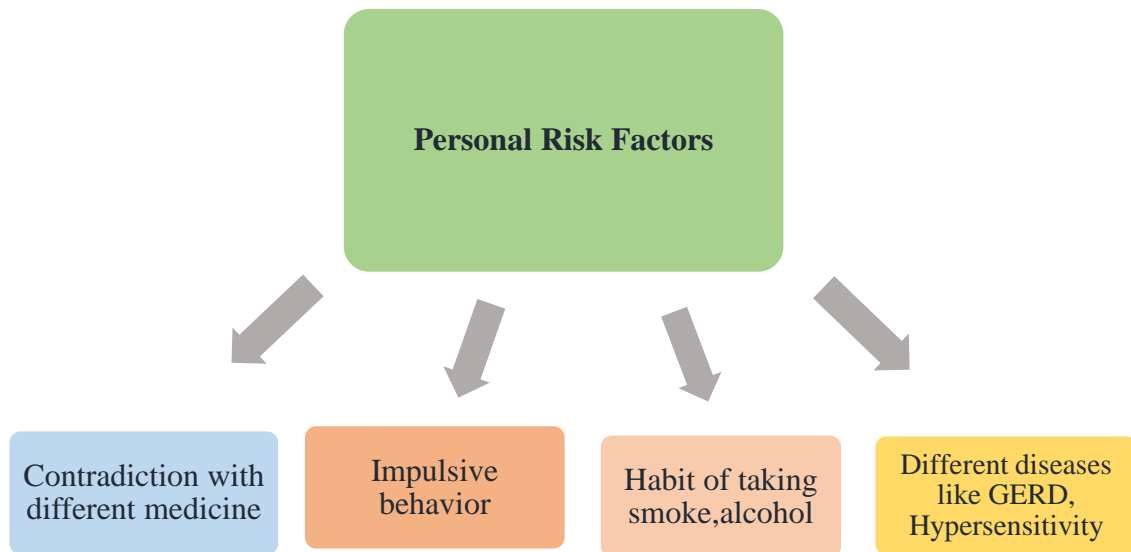 Personal Risk Factors
Contradiction with
different medicine
Impulsive
behavior
Habit of taking
smoke,alcohol
Different diseases
like GERD,
Hypersensitivity